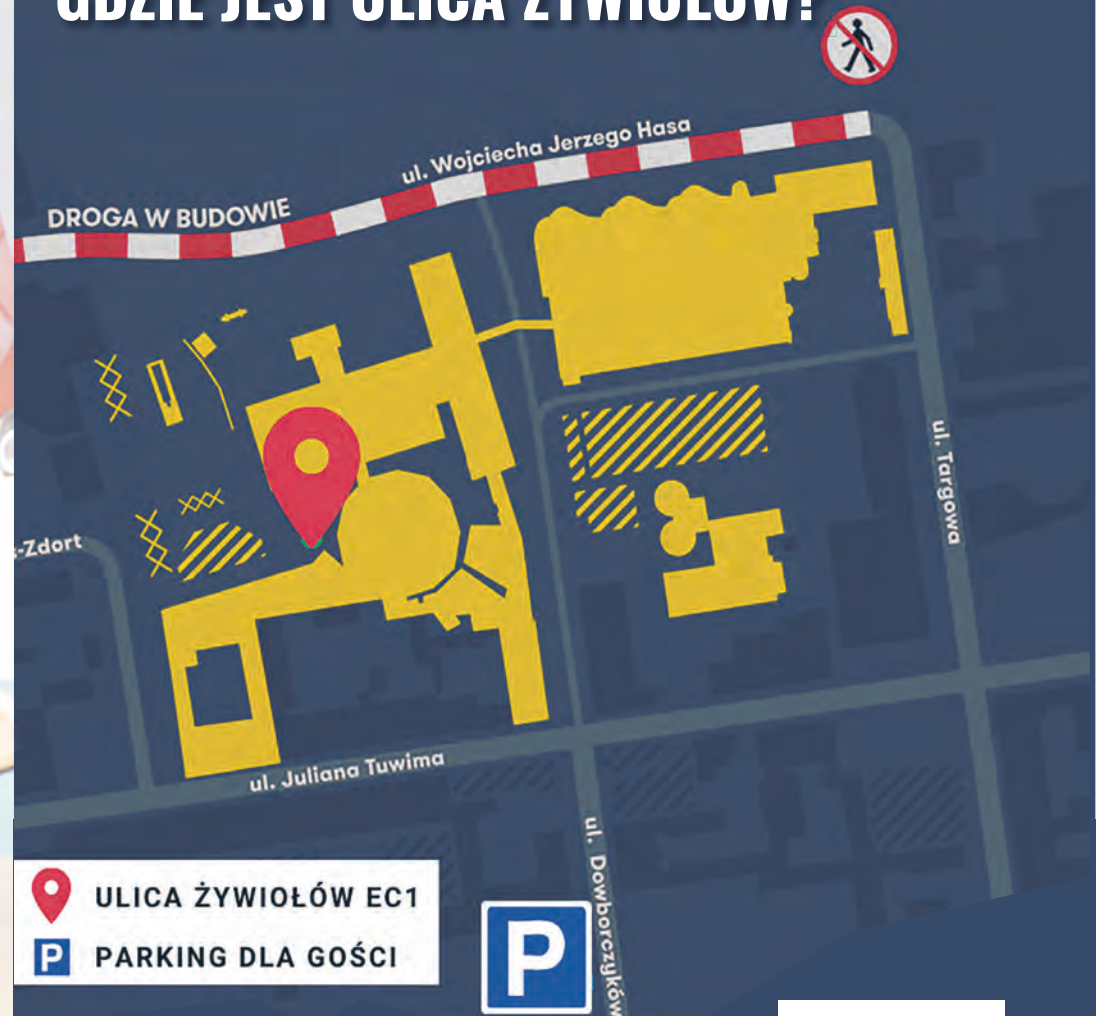 GDZIE JEST ULICA ŻYWIOŁÓW?
ul. Wojciecha Jerzego Hasa
DROGA W BUDOWIE
ul. Targowa
-Zdort
ul. Juliana Tuwima
ul. Dowborczyków
ULICA ŻYWIOŁÓW EC1
P PARKING DLA GOŚCI
P